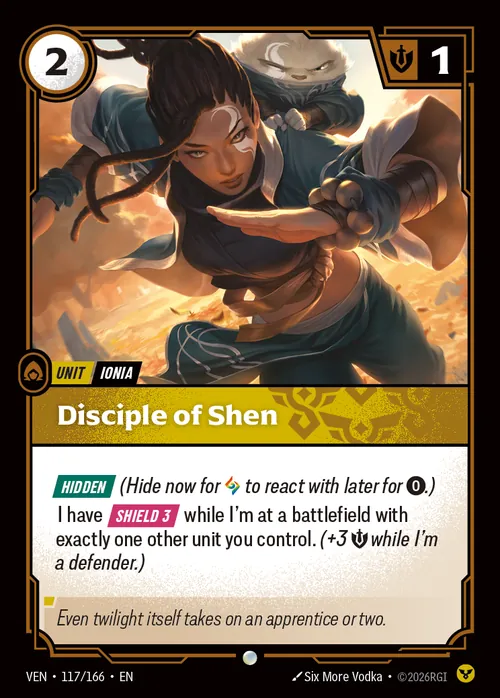 2
1
UNIT IONIA
Disciple of Shen
HIDDEN (Hide now for to react with later for 0.)
I have SHIELD 3 while I'm at a battlefield with
exactly one other unit you control. (+3 while I'm
a defender.)
Even twilight itself takes on an apprentice or two.
VEN • 117/166 • EN
Six More Vodka • ©2026RGI